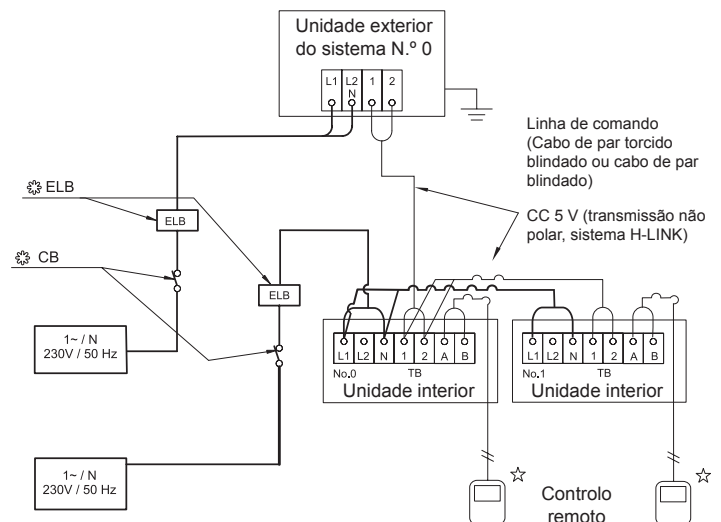 Unidade exterior
do sistema N.º 0
L1
L2
N
1
2
Linha de comando
(Cabo de par torcido
blindado ou cabo de par
blindado)
CC 5 V (transmissão não
polar, sistema H-LINK)
ELB
ELB
CB
ELB
1~ / N
230V / 50 Hz
L1 L2 N 1 2 A B
No.0 TB
Unidade interior
L1 L2 N 1 2 A B
No.1 TB
Unidade interior
1~ / N
230V / 50 Hz
Controlo
remoto